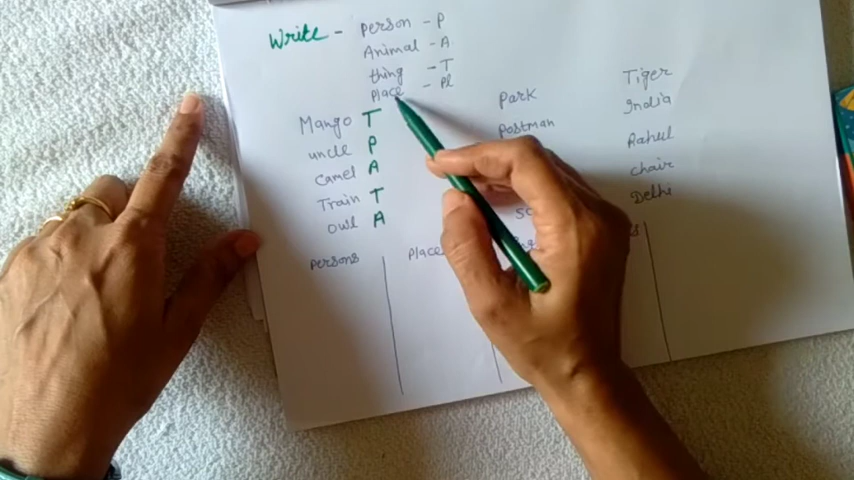 Write - Person - P
Animal - A
thing - T
Place - Pl
Mango T
uncle P
Camel A
Train T
Owl A
Park
Postman
Tiger
India
Rahul
chair
Delhi
Persons
Place